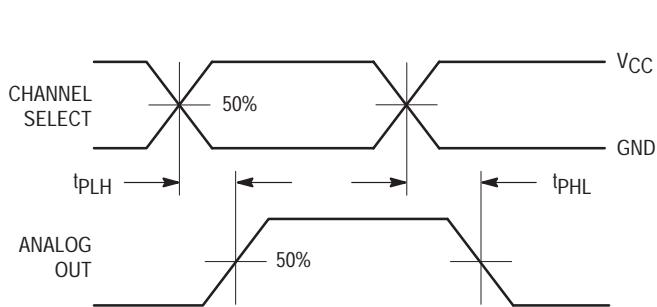 VCC
CHANNEL
SELECT
50%
GND
tPLH
tPHL
ANALOG
OUT
50%